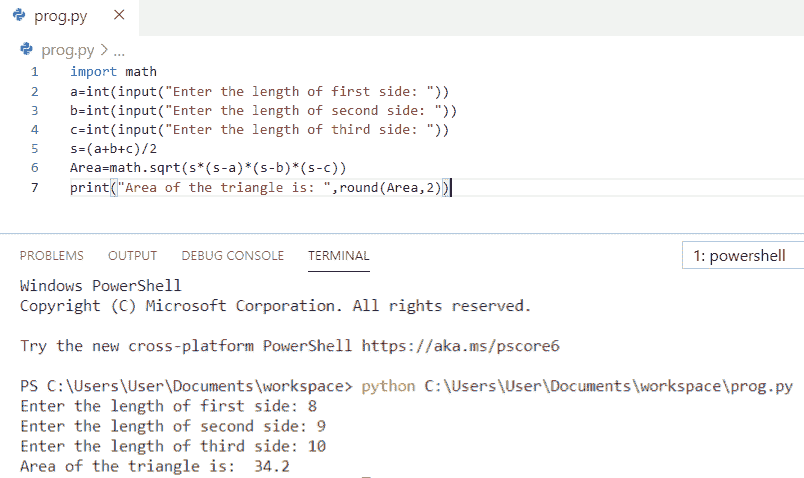 prog.py
prog.py > ...
1 import math
2 a=int(input("Enter the length of first side: "))
3 b=int(input("Enter the length of second side: "))
4 c=int(input("Enter the length of third side: "))
5 s=(a+b+c)/2
6 Area=math.sqrt(s*(s-a)*(s-b)*(s-c))
7 print("Area of the triangle is: ",round(Area,2))
PROBLEMS OUTPUT DEBUG CONSOLE TERMINAL 1: powershell
Windows PowerShell
Copyright (C) Microsoft Corporation. All rights reserved.
Try the new cross-platform PowerShell https://aka.ms/pscore6
PS C:\Users\User\Documents\workspace> python C:\Users\User\Documents\workspace\prog.py
Enter the length of first side: 8
Enter the length of second side: 9
Enter the length of third side: 10
Area of the triangle is:  34.2